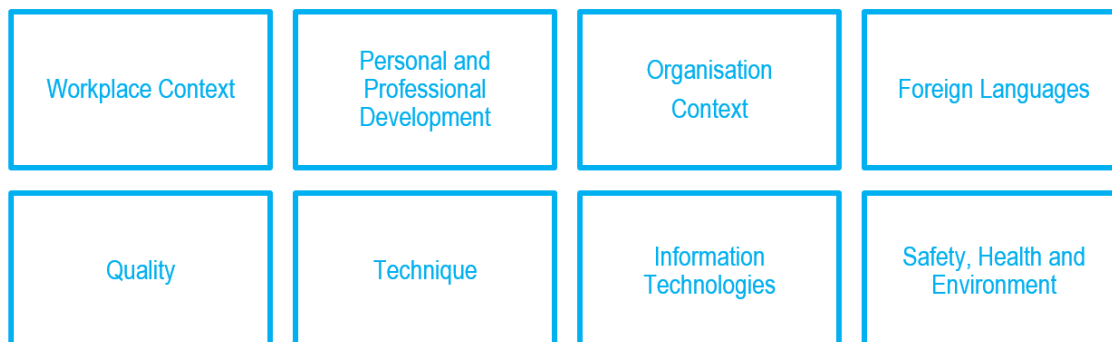 Workplace Context
Personal and
Professional
Development
Organisation
Context
Foreign Languages
Quality
Technique
Information
Technologies
Safety, Health and
Environment